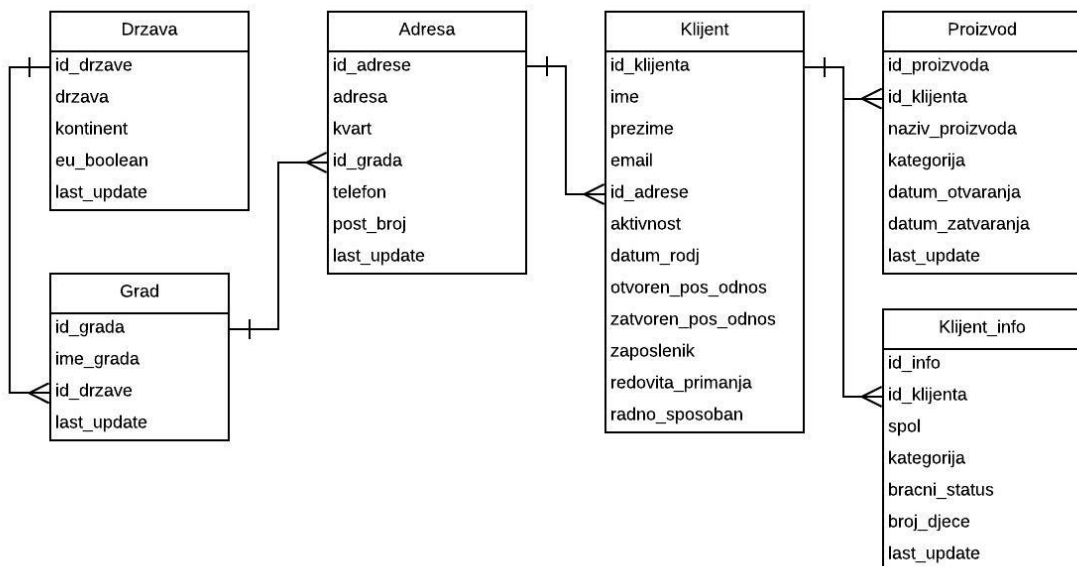 Drzava
id_drzave
drzava
kontinent
eu_boolean
last_update
Grad
id_grada
ime_grada
id_drzave
last_update
Adresa
id_adrese
adresa
kvart
id_grada
telefon
post_broj
last_update
Klijent
id_klijenta
ime
prezime
email
id_adrese
aktivnost
datum_rodj
otvoren_pos_odnos
zatvoren_pos_odnos
zaposlenik
redovita_primanja
radno_sposoban
Proizvod
id_proizvoda
id_klijenta
naziv_proizvoda
kategorija
datum_otvaranja
datum_zatvaranja
last_update
Klijent_info
id_info
id_klijenta
spol
kategorija
bracni_status
broj_djece
last_update